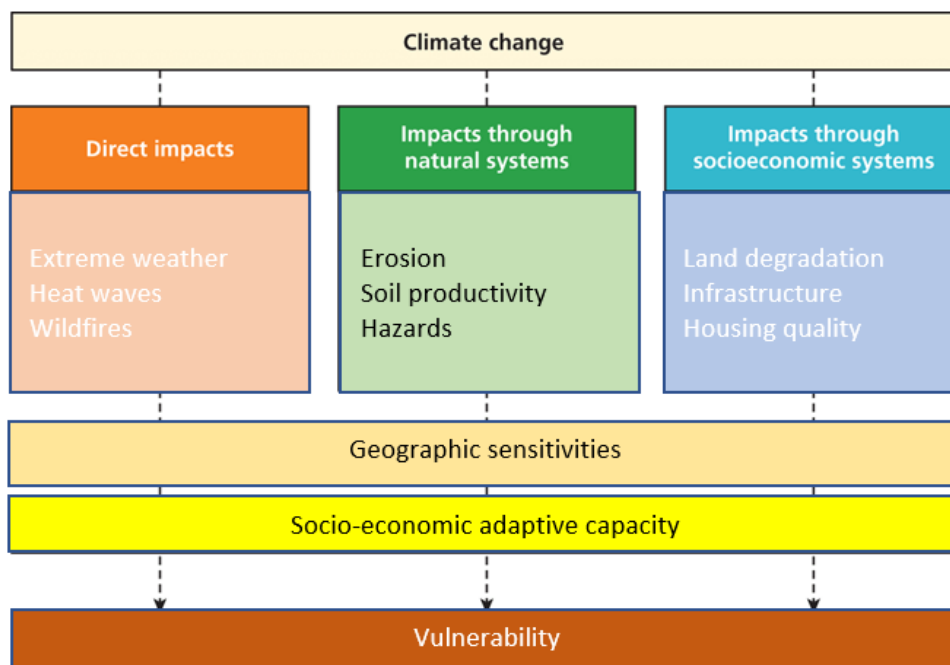 Climate change
Direct impacts
Impacts through
natural systems
Impacts through
socioeconomic systems
Extreme weather
Heat waves
Wildfires
Erosion
Soil productivity
Hazards
Land degradation
Infrastructure
Housing quality
Geographic sensitivities
Socio-economic adaptive capacity
Vulnerability